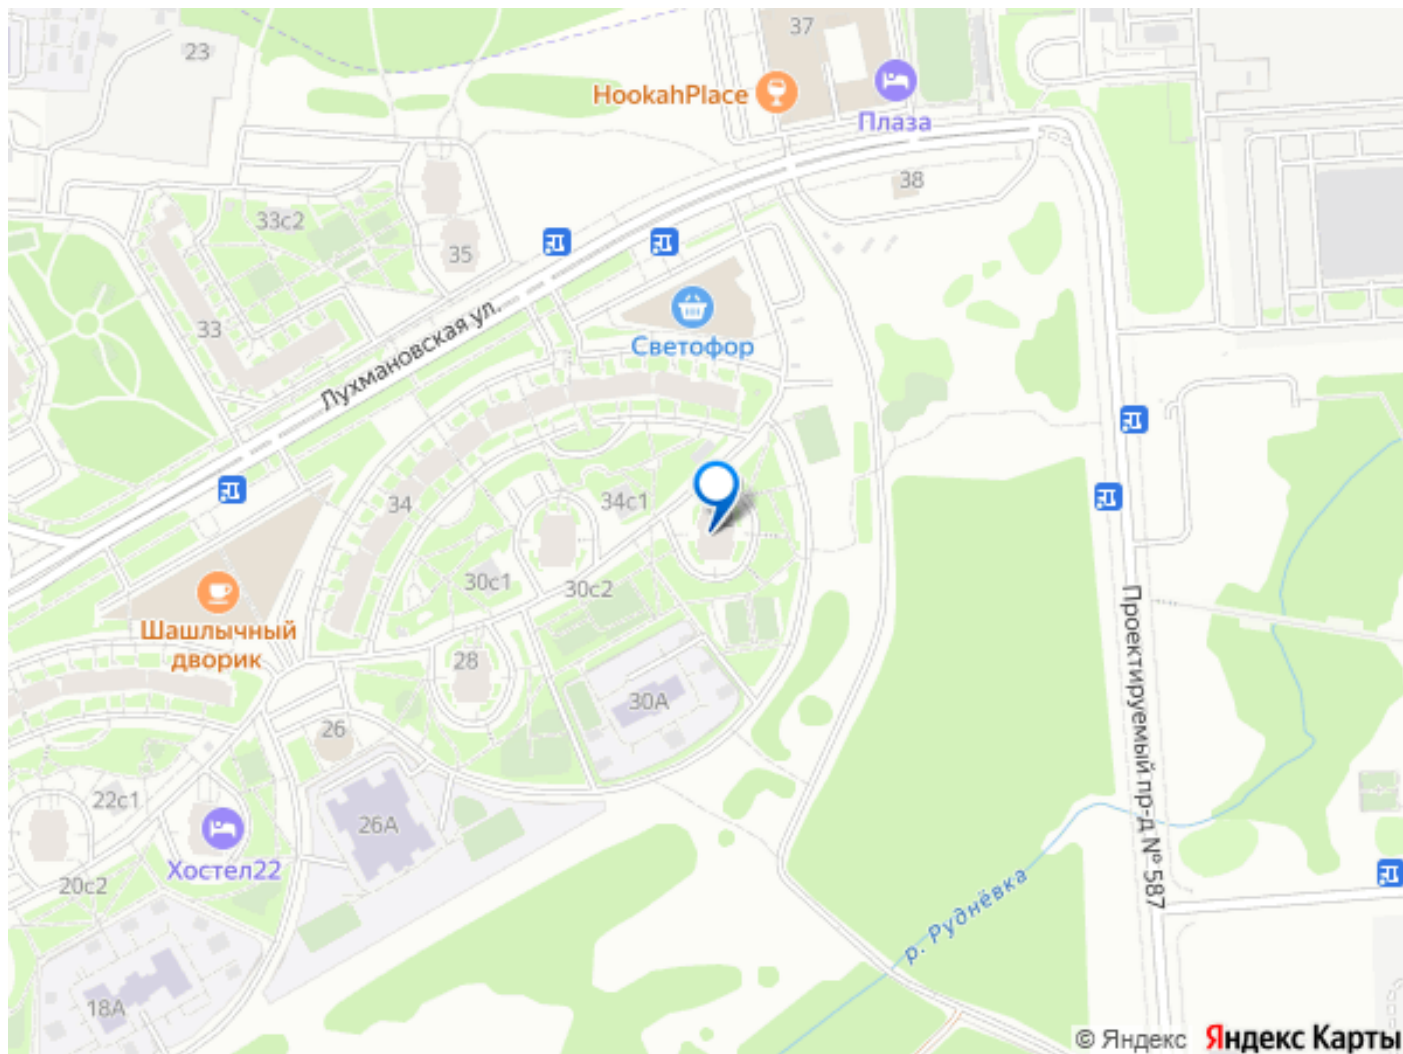 37
23
HookahPlace
Плаза
38
33с2
35
33
Лухмановская ул.
Светофор
34
34с1
30с1
30с2
Шашлычный
дворик
28
30А
26
Проектируемый пр-д № 587
22с1
26А
Хостел22
20с2
р. Руднёвка
18А
© Яндекс Яндекс Карты